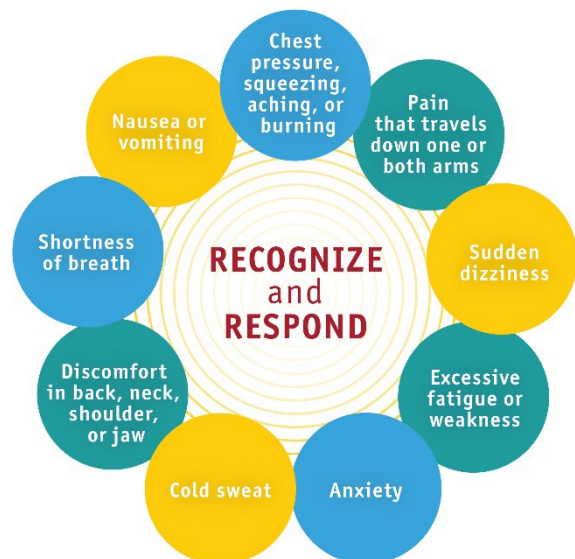 Chest
pressure,
squeezing,
aching, or
burning
Pain
that travels
down one or
both arms
Sudden
dizziness
Excessive
fatigue or
weakness
Anxiety
Cold sweat
Discomfort
in back, neck,
shoulder,
or jaw
Shortness
of breath
Nausea or
vomiting
RECOGNIZE
and
RESPOND